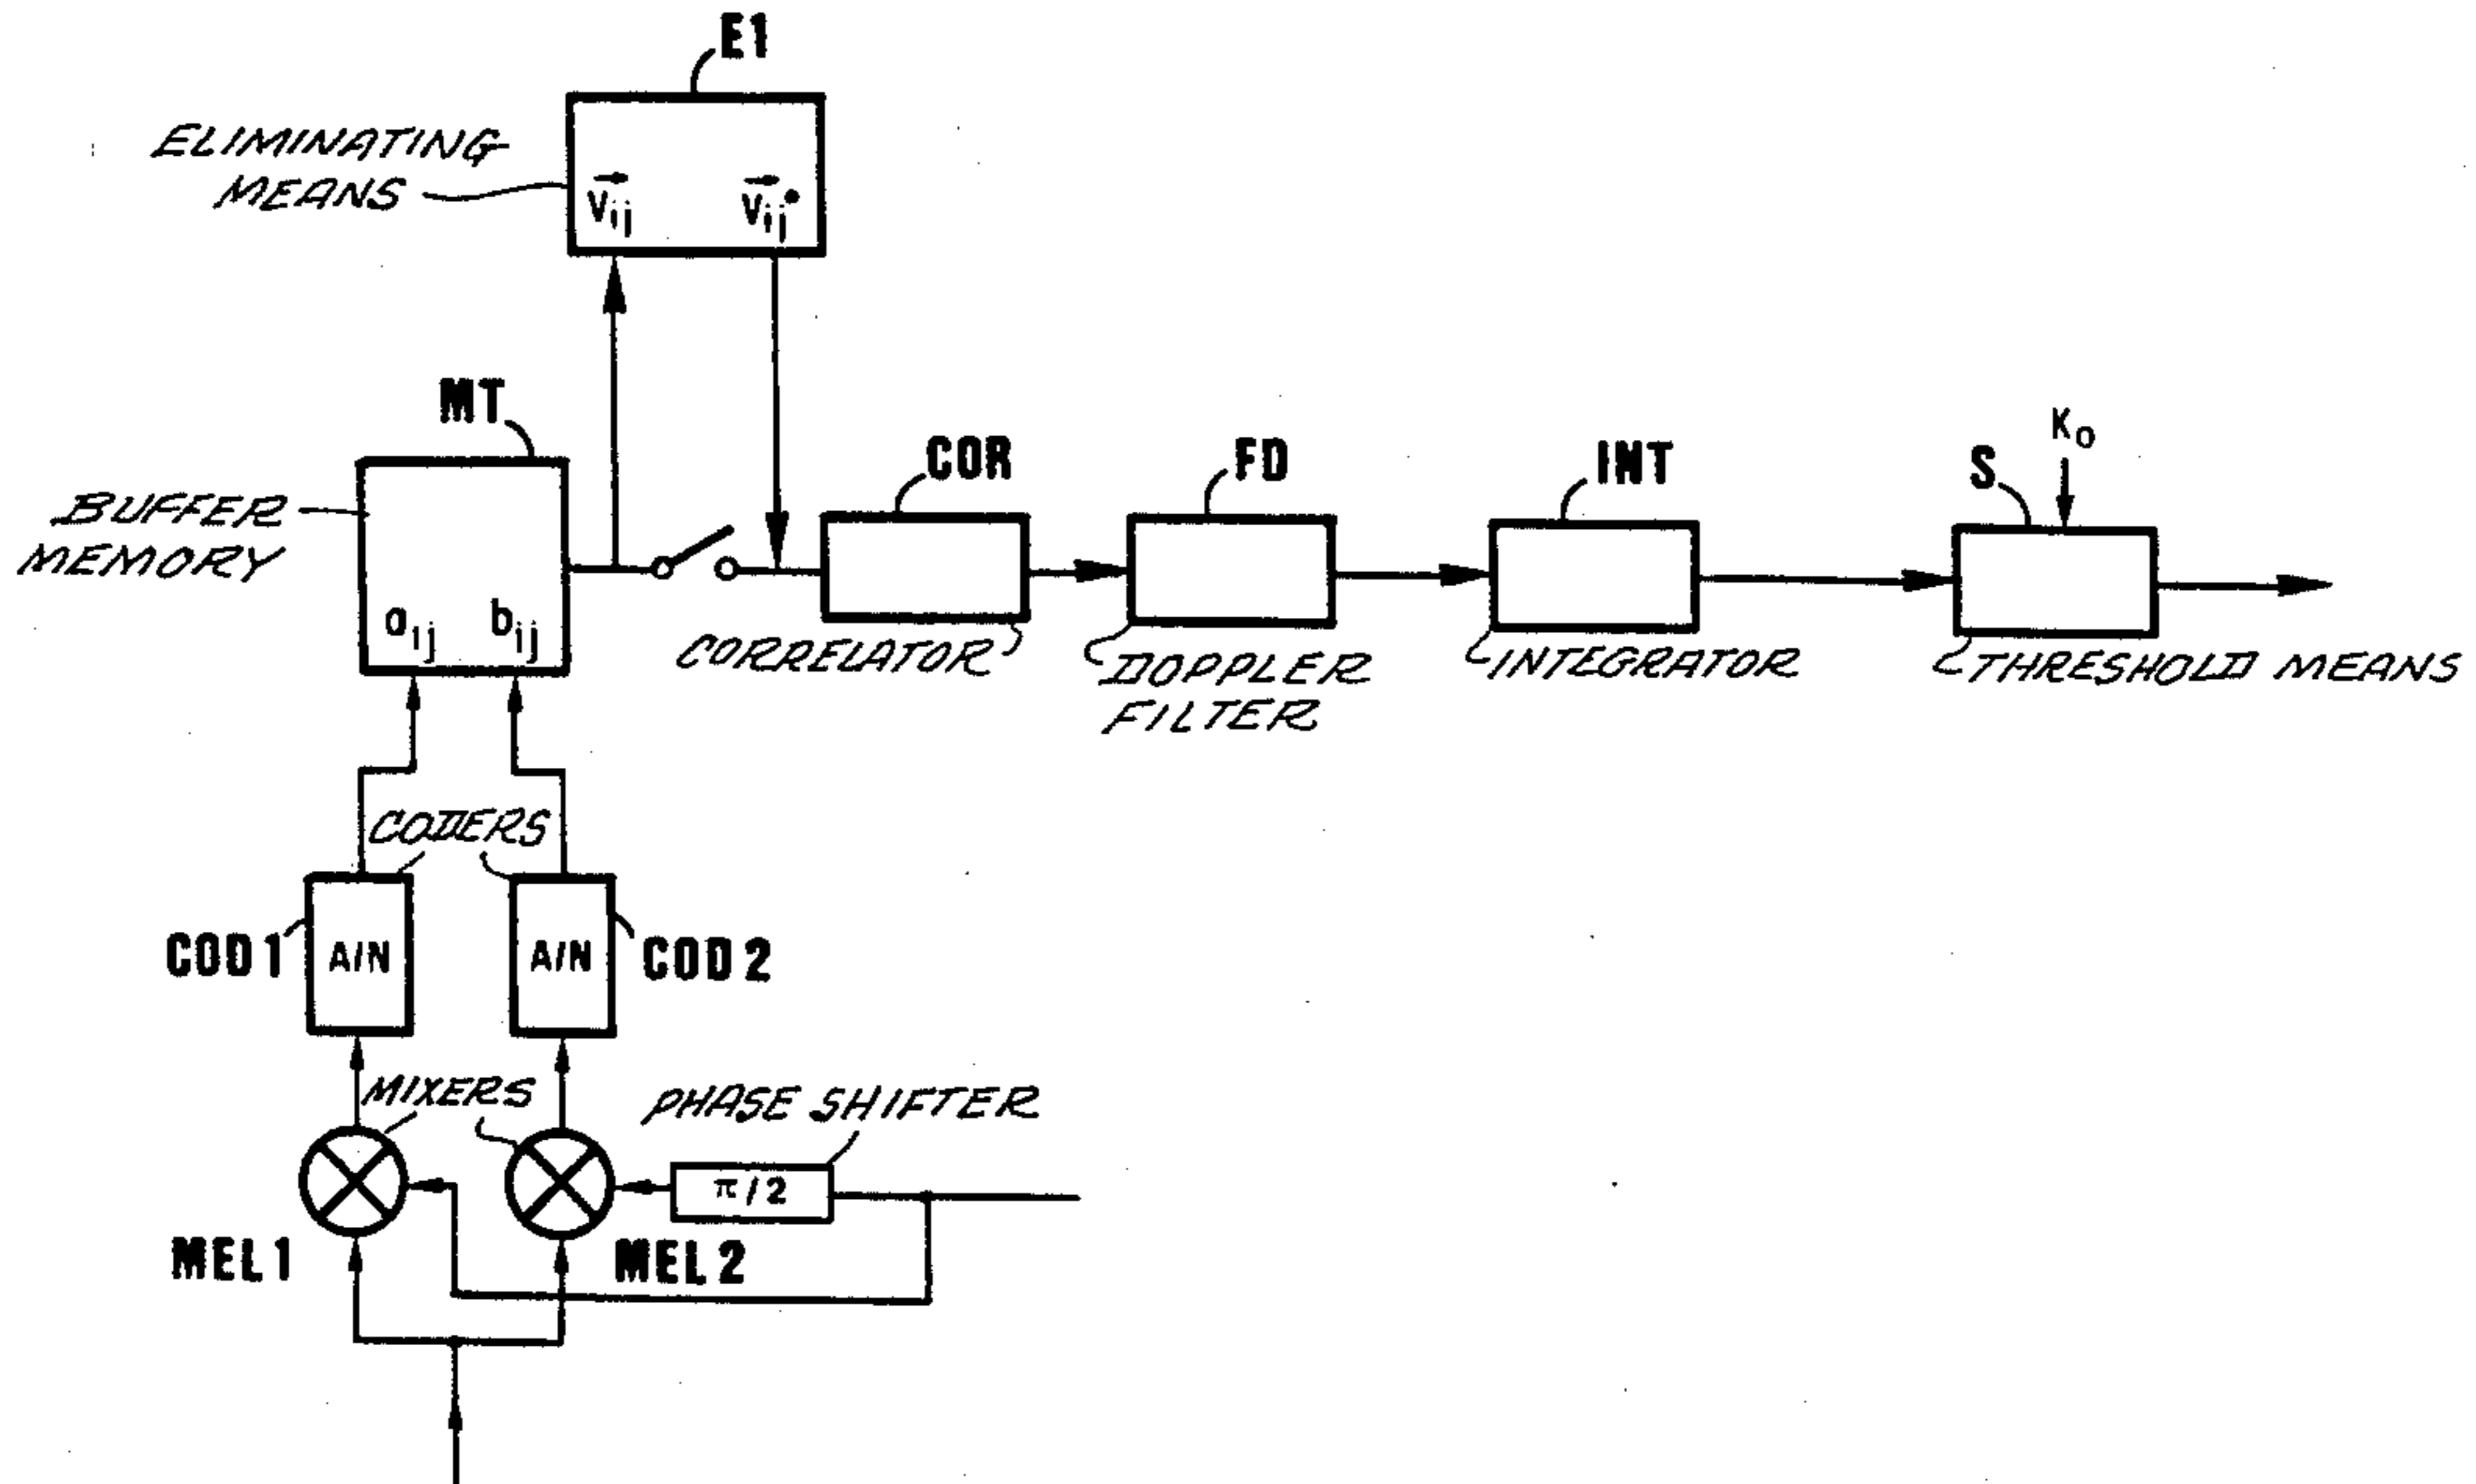 E1
ELIMINATING
MEANS
V⃗ij V⃗ij•
MT
BUFFER
MEMORY
aij bij
COR
CORRELATOR
FD
DOPPLER
FILTER
INT
INTEGRATOR
S
Ko
THRESHOLD MEANS
CODERS
COD1
A/N
A/N
COD2
MIXERS
PHASE SHIFTER
π/2
MEL1
MEL2